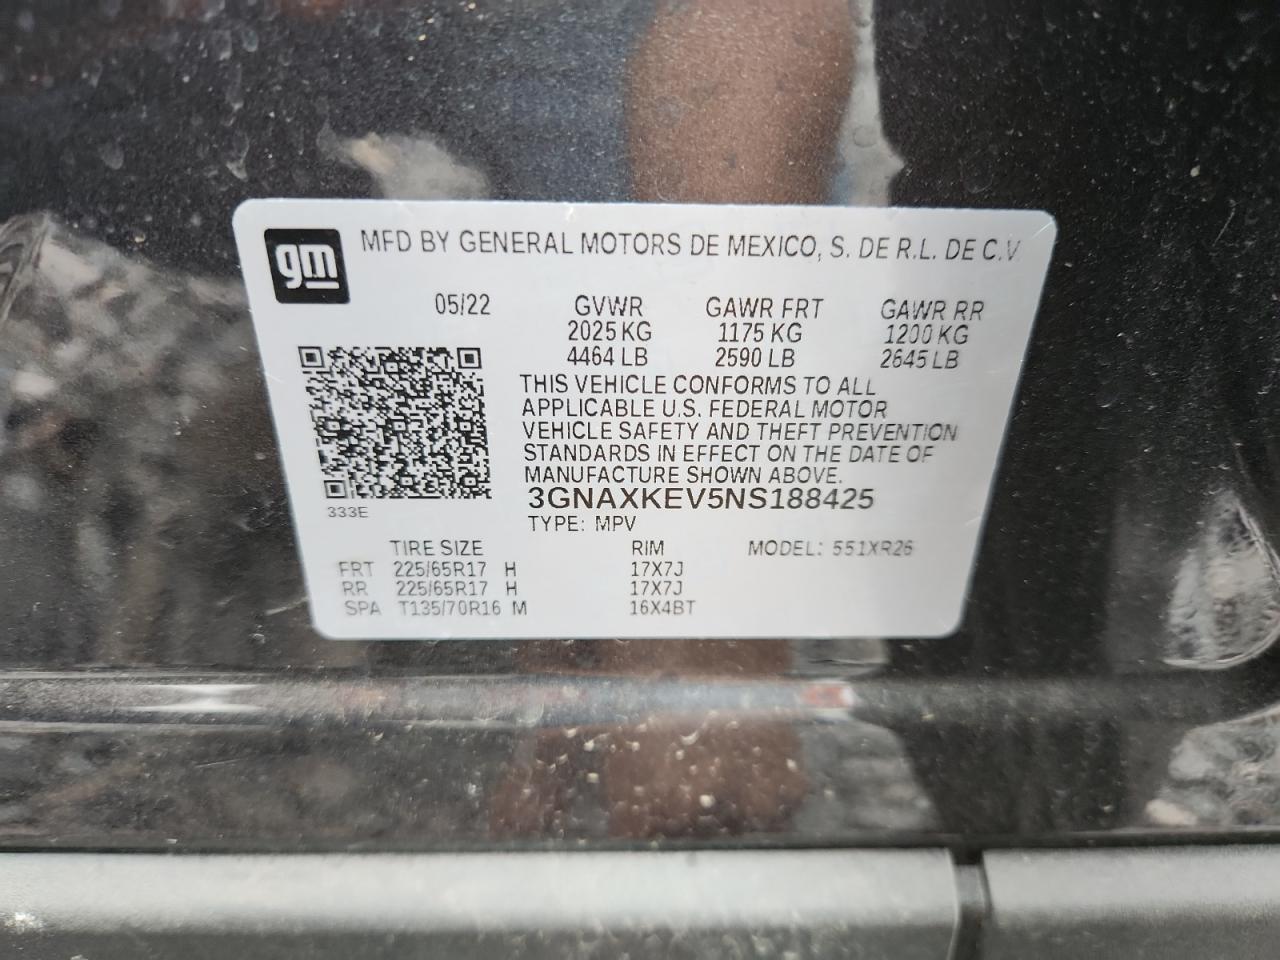 gm
MFD BY GENERAL MOTORS DE MEXICO, S. DE R.L. DE C.V.
05/22 GVWR GAWR FRT GAWR RR
2025 KG 1175 KG 1200 KG
4464 LB 2590 LB 2645 LB
THIS VEHICLE CONFORMS TO ALL
APPLICABLE U.S. FEDERAL MOTOR
VEHICLE SAFETY AND THEFT PREVENTION
STANDARDS IN EFFECT ON THE DATE OF
MANUFACTURE SHOWN ABOVE.
3GNAXKEV5NS188425
333E
TYPE: MPV
TIRE SIZE RIM MODEL: 551XR26
FRT 225/65R17 H 17X7J
RR 225/65R17 H 17X7J
SPA T135/70R16 M 16X4BT